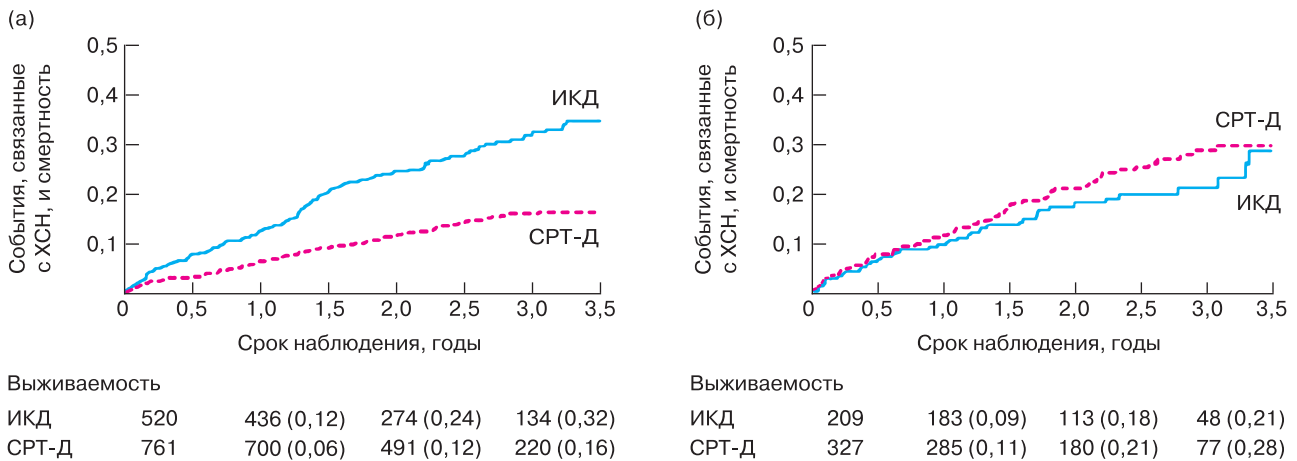 (а)
0,5
0,4
0,3
0,2
0,1
0
0,5
1,0
1,5
2,0
2,5
3,0
3,5
События, связанные
с ХСН, и смертность
ИКД
СРТ-Д
Срок наблюдения, годы
Выживаемость
ИКД 520 436 (0,12) 274 (0,24) 134 (0,32)
СРТ-Д 761 700 (0,06) 491 (0,12) 220 (0,16)
(б)
0,5
0,4
0,3
0,2
0,1
0
0,5
1,0
1,5
2,0
2,5
3,0
3,5
События, связанные
с ХСН, и смертность
СРТ-Д
ИКД
Срок наблюдения, годы
Выживаемость
ИКД 209 183 (0,09) 113 (0,18) 48 (0,21)
СРТ-Д 327 285 (0,11) 180 (0,21) 77 (0,28)